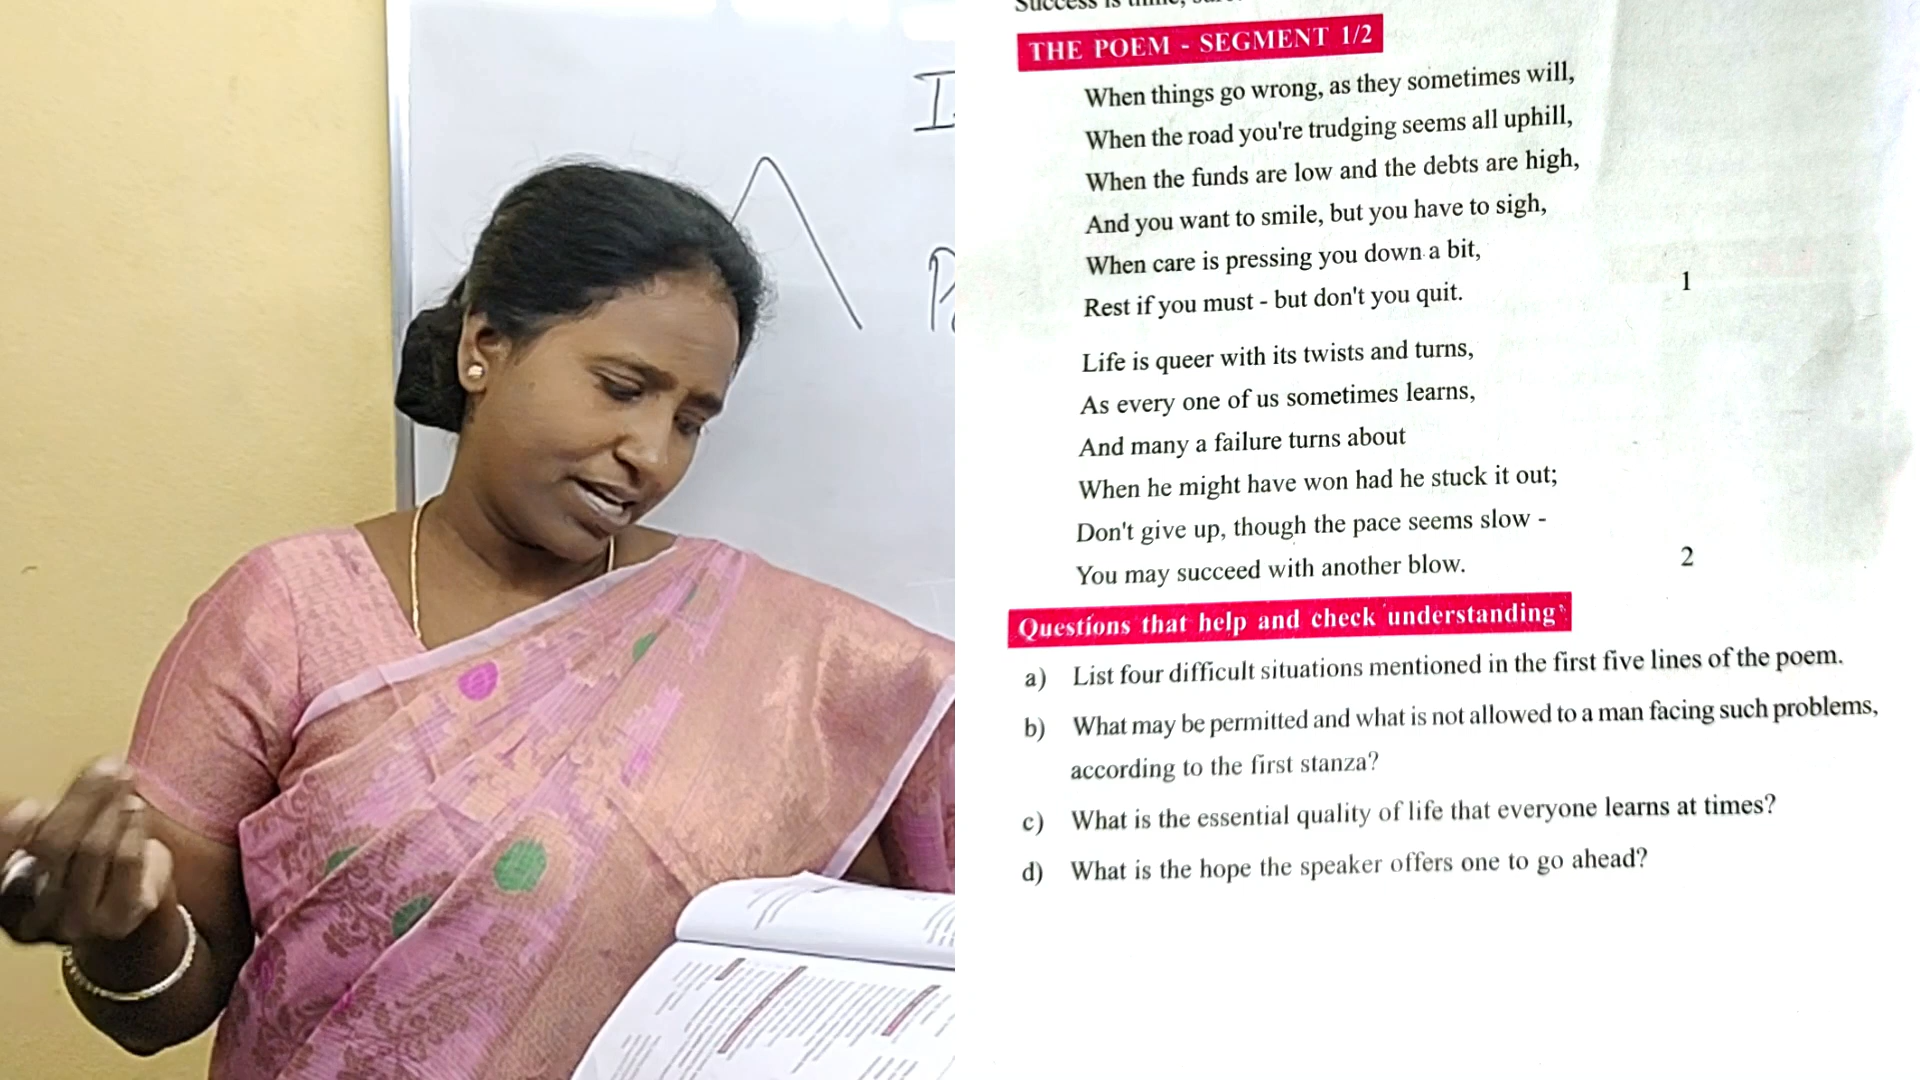 Success is
THE POEM - SEGMENT 1/2
When things go wrong, as they sometimes will,
When the road you're trudging seems all uphill,
When the funds are low and the debts are high,
And you want to smile, but you have to sigh,
When care is pressing you down a bit,
Rest if you must - but don't you quit.
1
Life is queer with its twists and turns,
As every one of us sometimes learns,
And many a failure turns about
When he might have won had he stuck it out;
Don't give up, though the pace seems slow -
You may succeed with another blow.
2
Questions that help and check understanding
a) List four difficult situations mentioned in the first five lines of the poem.
b) What may be permitted and what is not allowed to a man facing such problems,
according to the first stanza?
c) What is the essential quality of life that everyone learns at times?
d) What is the hope the speaker offers one to go ahead?